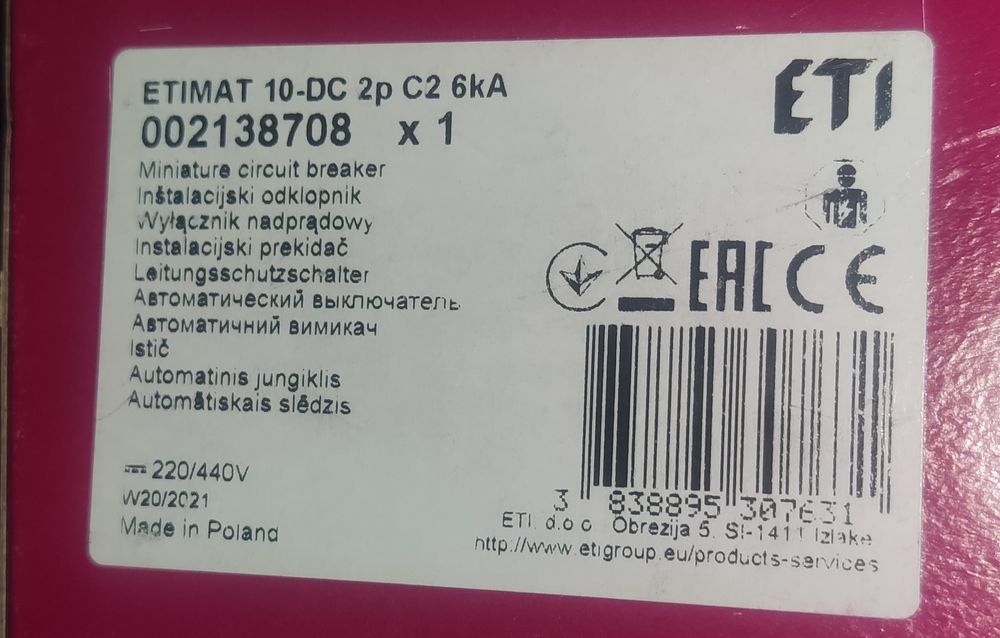 ETIMAT 10-DC 2p C2 6kA
002138708 x 1
ETI
Miniature circuit breaker
Inštalacijski odklopnik
Wyłącznik nadprądowy
Instalacijski prekidač
Leitungsschutzschalter
Автоматический выключатель
Автоматичний вимикач
Istič
Automatinis jungiklis
Automātiskais slēdzis
EAC CE
220/440V
W20/2021
Made in Poland
3 838895 307631
ETI d.o.o. Obrezija 5, SI-1411 Izlake
http://www.etigroup.eu/products-services